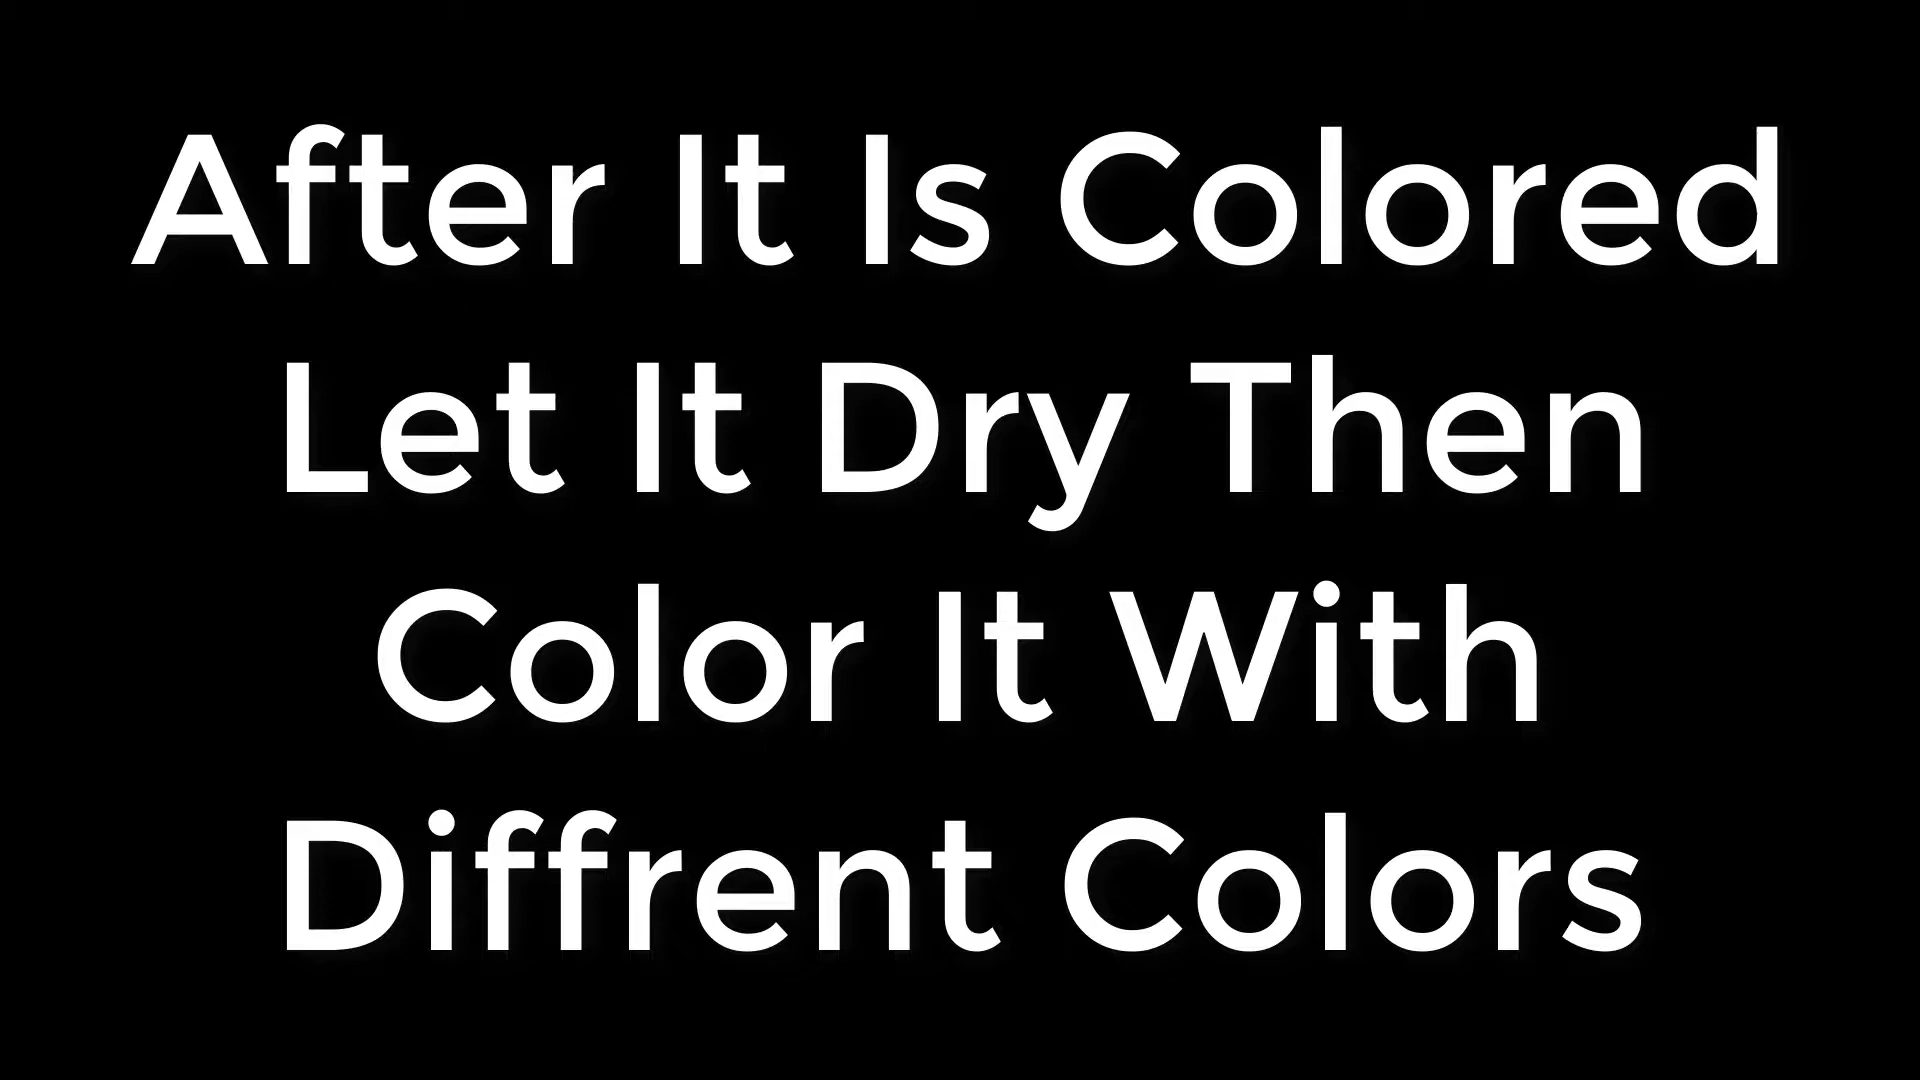 After It Is Colored
Let It Dry Then
Color It With
Diffrent Colors